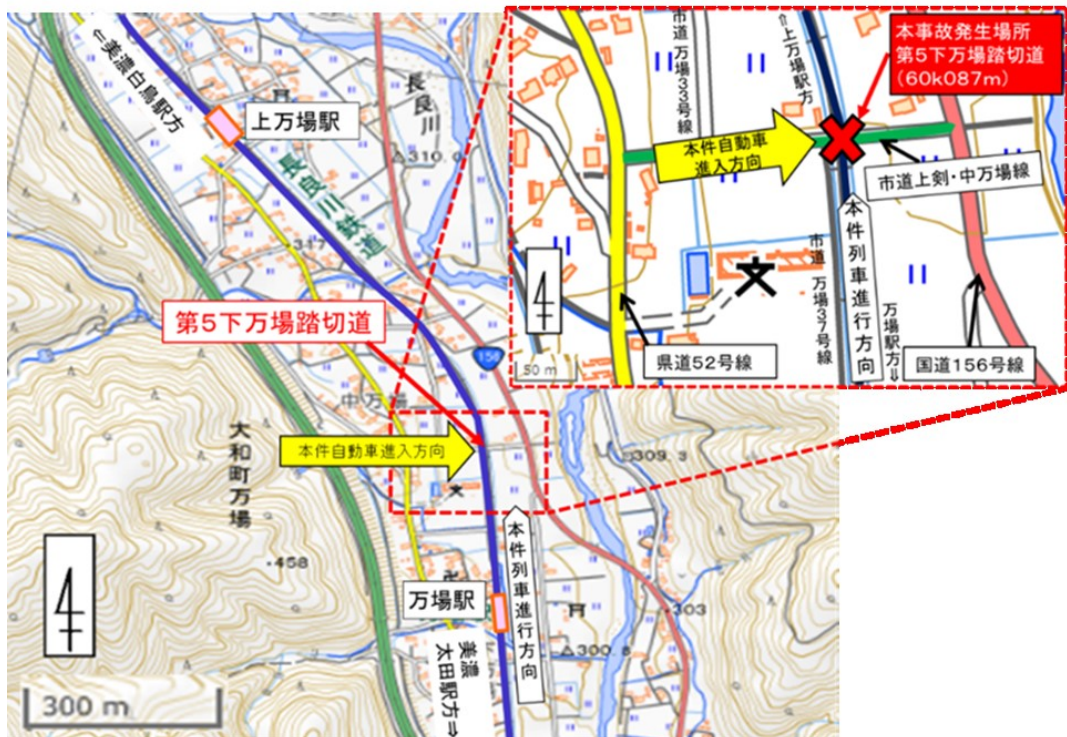 ⇐美濃白鳥駅方
上万場駅
長良川
310.0
長良川鉄道
317
第5下万場踏切道
156
中万場
本件自動車進入方向
大和町万場
309.3
458
本件列車進行方向
万場駅
303
300.8
美濃太田駅方⇒
300 m
市道 万場33号線
⇐上万場駅方
本事故発生場所
第5下万場踏切道
(60k087m)
本件自動車
進入方向
市道上剣・中万場線
本件列車進行方向
市道 万場37号線
万場駅方⇒
県道52号線
国道156号線
50 m